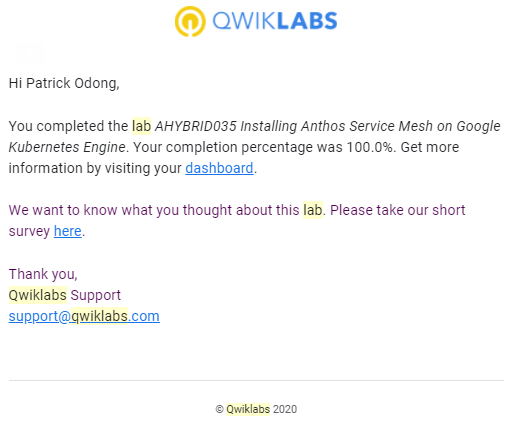 QWIKLABS
Hi Patrick Odong,
You completed the lab AHYBRID035 Installing Anthos Service Mesh on Google
Kubernetes Engine. Your completion percentage was 100.0%. Get more
information by visiting your dashboard.
We want to know what you thought about this lab. Please take our short
survey here.
Thank you,
Qwiklabs Support
support@qwiklabs.com
© Qwiklabs 2020